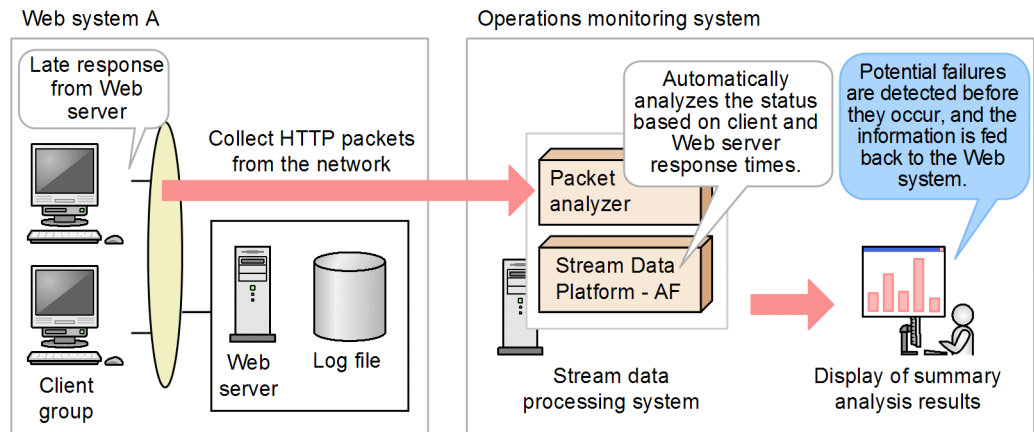 Web system A
Late response
from Web
server
Collect HTTP packets
from the network
Client
group
Web
server
Log file
Operations monitoring system
Automatically
analyzes the status
based on client and
Web server
response times.
Potential failures
are detected before
they occur, and the
information is fed
back to the Web
system.
Packet
analyzer
Stream Data
Platform - AF
Stream data
processing system
Display of summary
analysis results